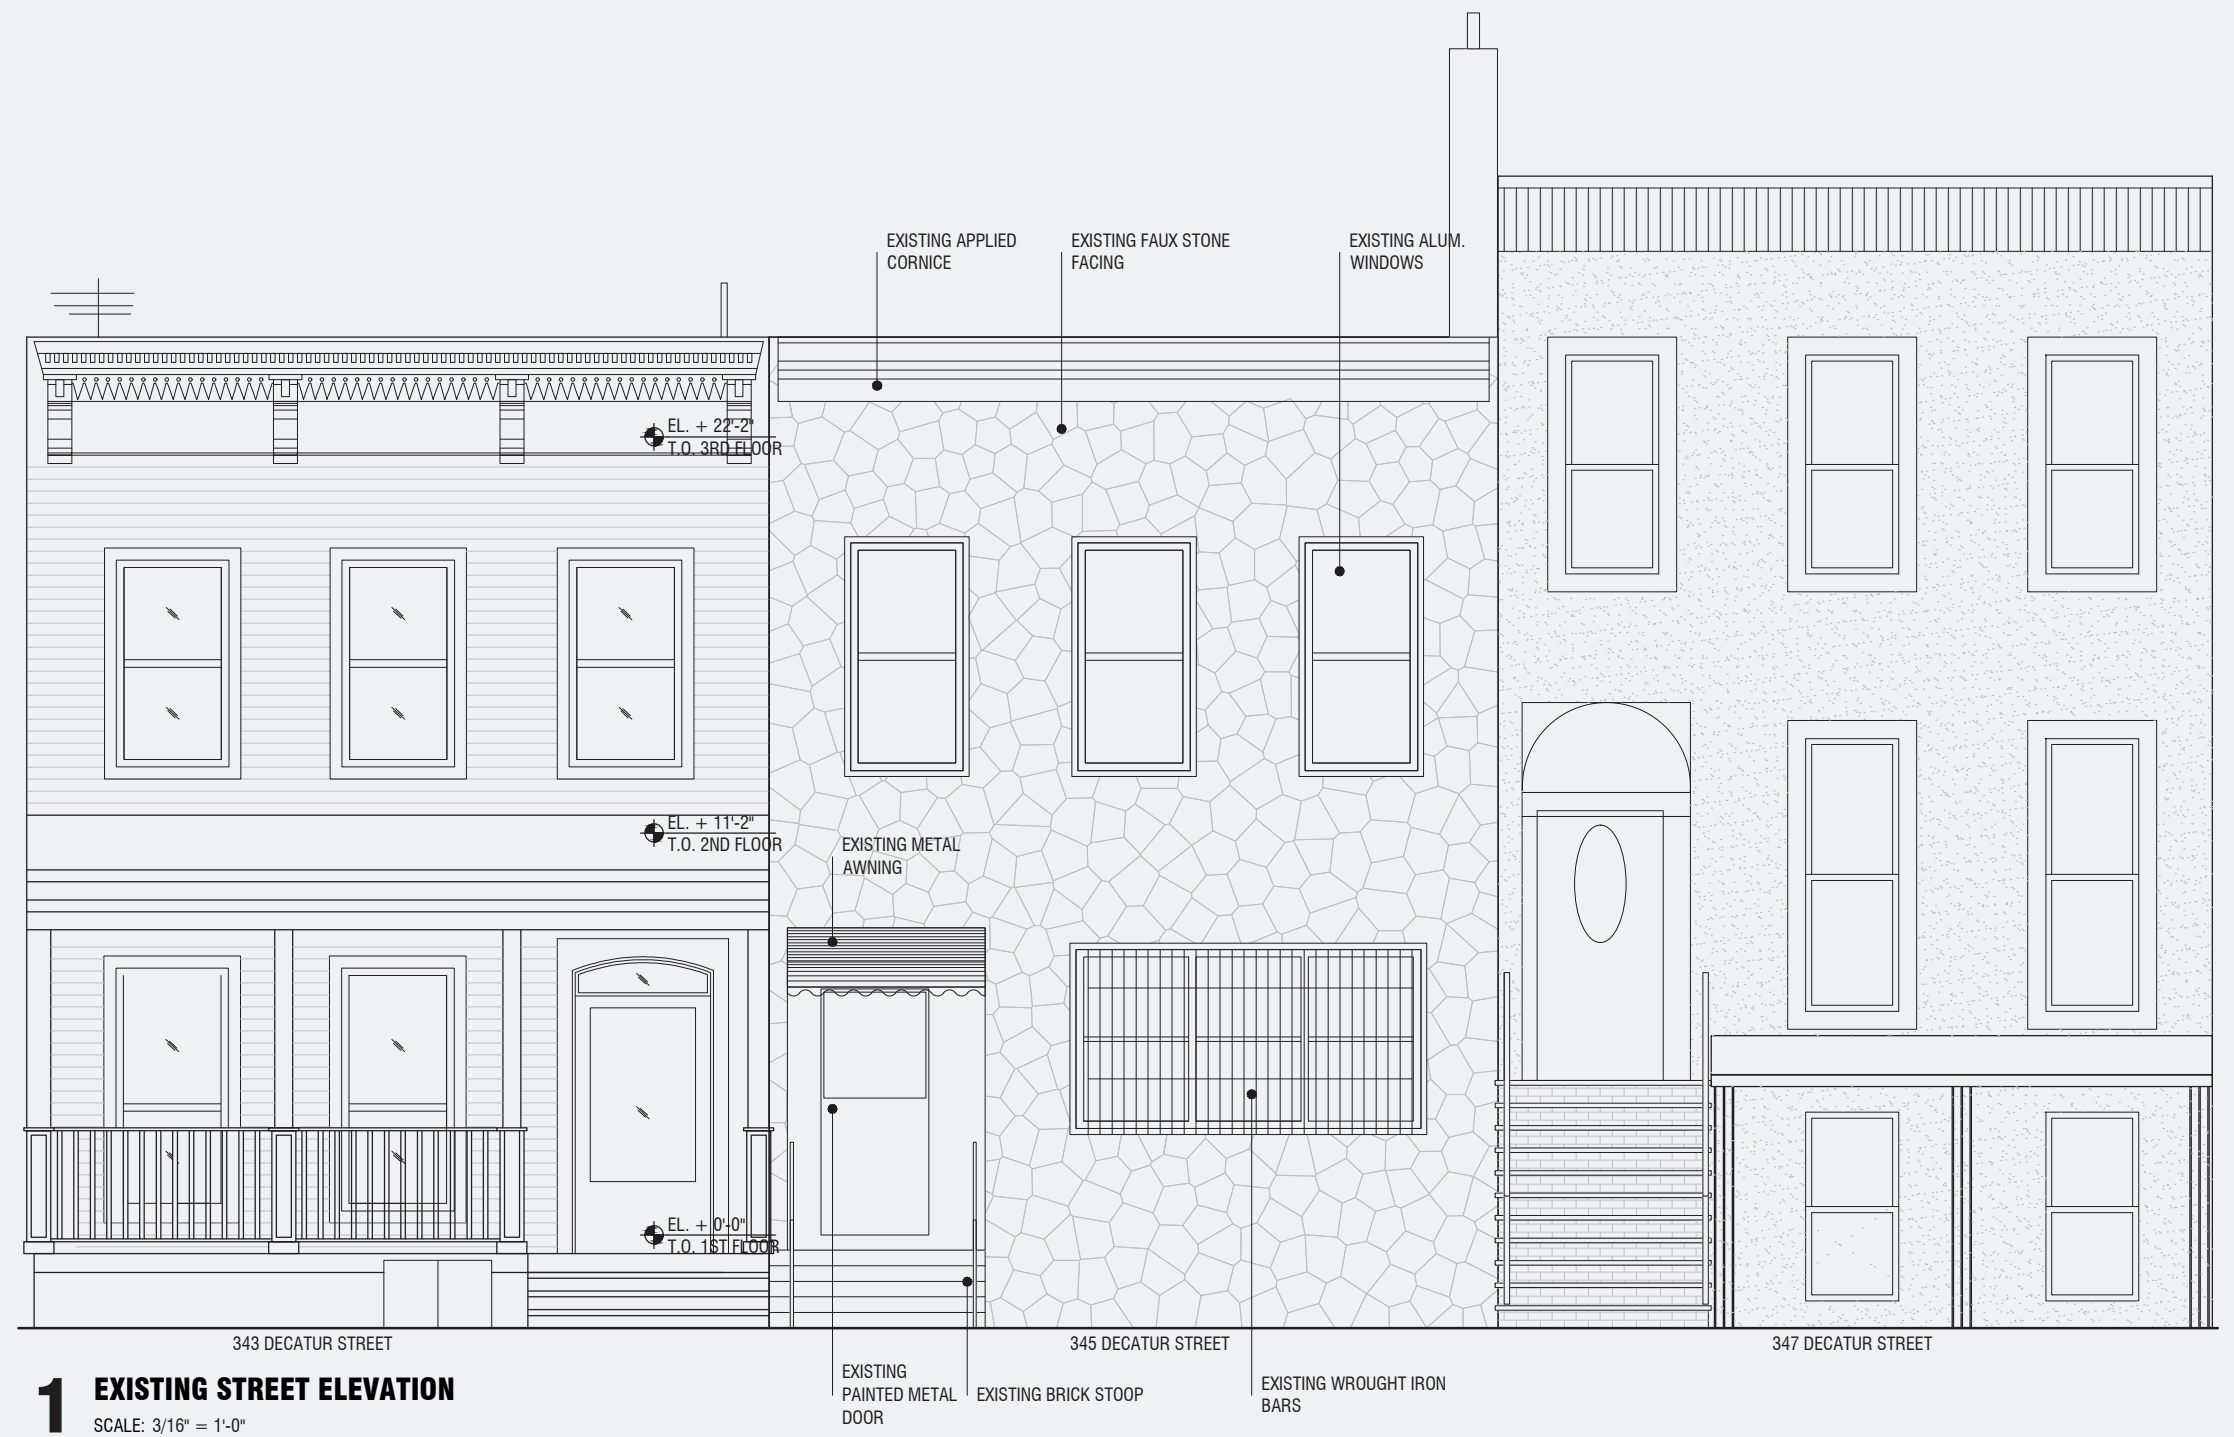 EXISTING APPLIED
CORNICE
EXISTING FAUX STONE
FACING
EXISTING ALUM.
WINDOWS
EL. + 22'-2"
T.O. 3RD FLOOR
EL. + 11'-2"
T.O. 2ND FLOOR
EXISTING METAL
AWNING
EL. + 0'-0"
T.O. 1ST FLOOR
343 DECATUR STREET
345 DECATUR STREET
347 DECATUR STREET
EXISTING
PAINTED METAL
DOOR
EXISTING BRICK STOOP
EXISTING WROUGHT IRON
BARS
1
EXISTING STREET ELEVATION
SCALE: 3/16" = 1'-0"